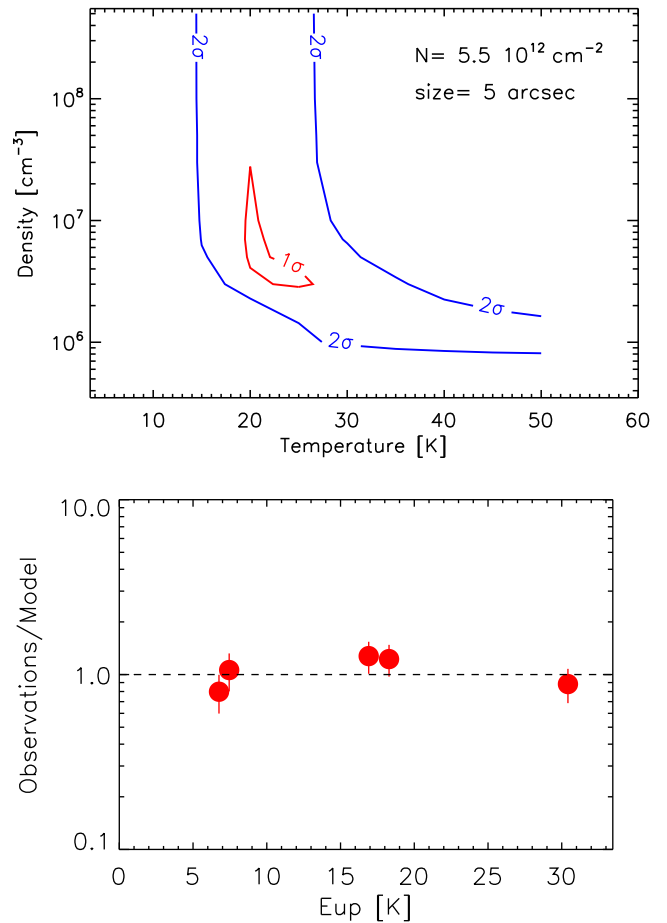 2σ 2σ
N= 5.5 10¹² cm⁻²
size= 5 arcsec
10⁸
10⁷
10⁶
Density [cm⁻³]
1σ
2σ
2σ
10 20 30 40 50 60
Temperature [K]
10.0
1.0
0.1
Observations/Model
0 5 10 15 20 25 30
Eup [K]